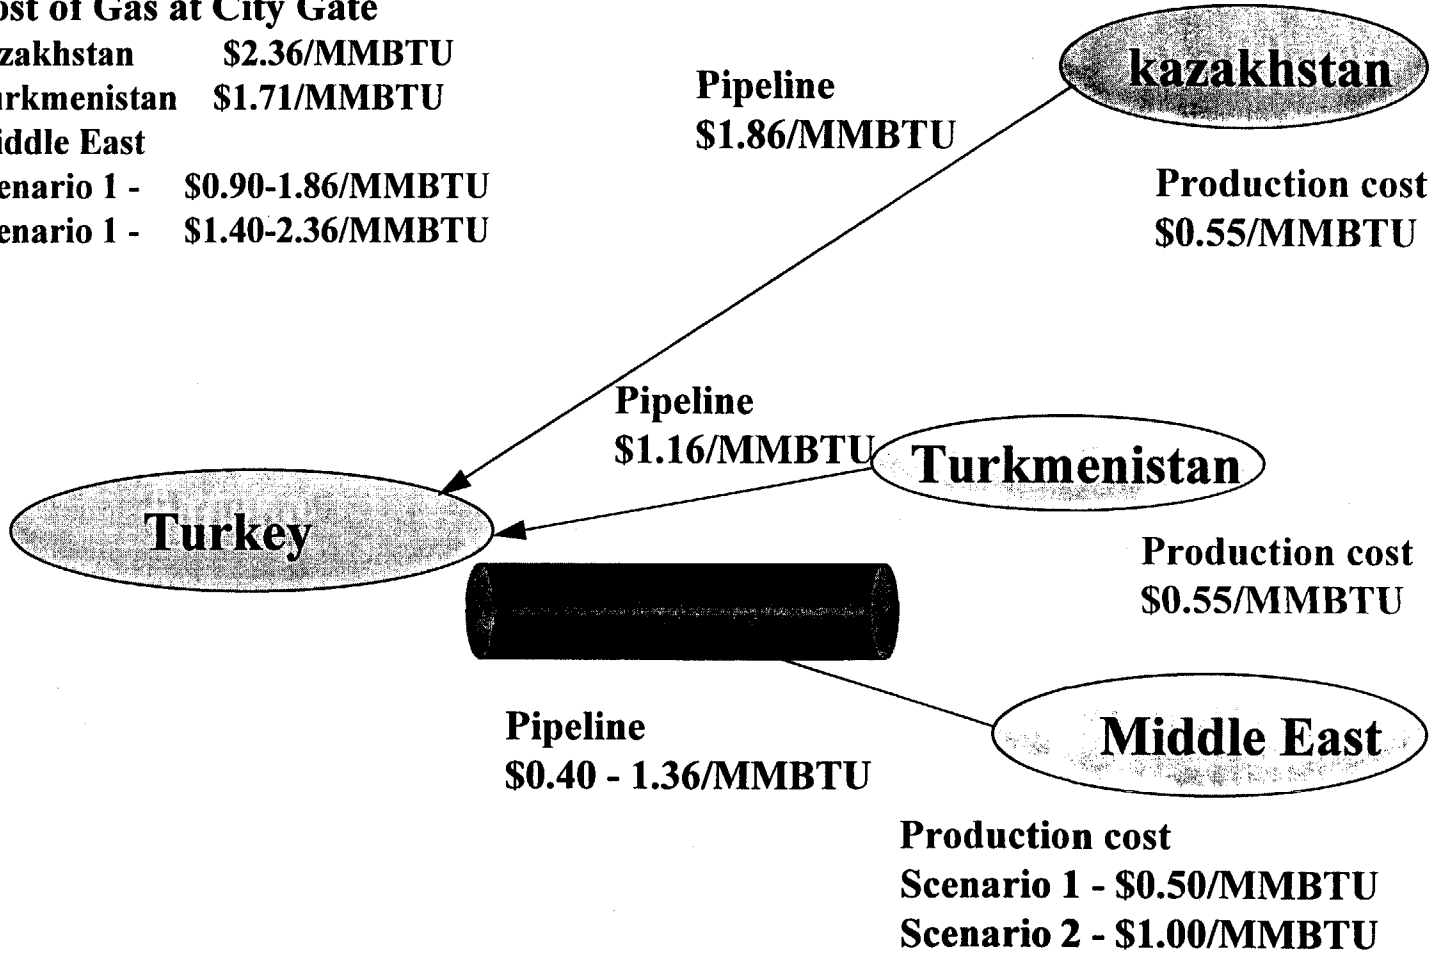 ost of Gas at City Gate
zakhstan $2.36/MMBTU
urkmenistan $1.71/MMBTU
iddle East
enario 1 - $0.90-1.86/MMBTU
enario 1 - $1.40-2.36/MMBTU
kazakhstan
Pipeline
$1.86/MMBTU
Production cost
$0.55/MMBTU
Pipeline
$1.16/MMBTU
Turkmenistan
Turkey
Production cost
$0.55/MMBTU
Pipeline
$0.40 - 1.36/MMBTU
Middle East
Production cost
Scenario 1 - $0.50/MMBTU
Scenario 2 - $1.00/MMBTU